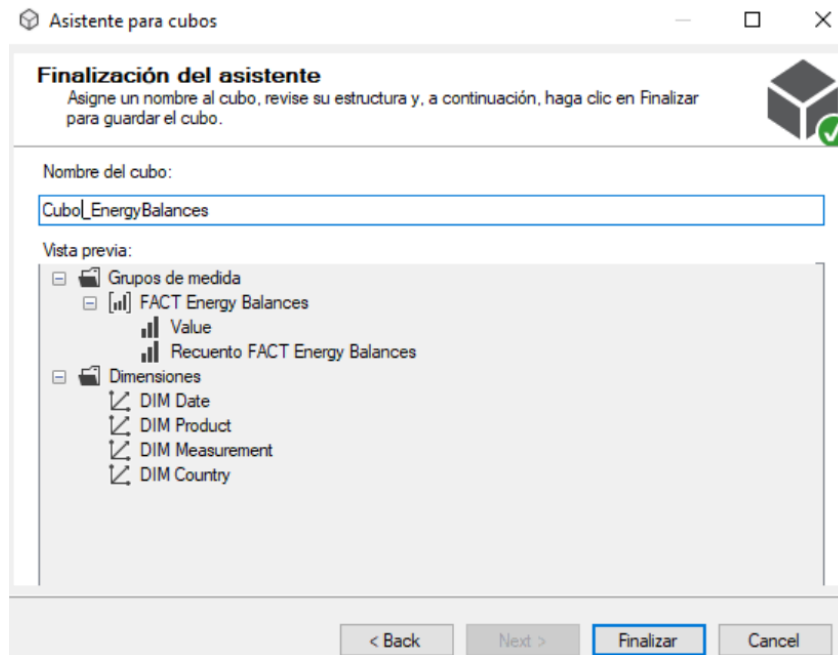 Asistente para cubos
Finalización del asistente
Asigne un nombre al cubo, revise su estructura y, a continuación, haga clic en Finalizar
para guardar el cubo.
Nombre del cubo:
Cubo_EnergyBalances
Vista previa:
Grupos de medida
FACT Energy Balances
Value
Recuento FACT Energy Balances
Dimensiones
DIM Date
DIM Product
DIM Measurement
DIM Country
< Back Next > Finalizar Cancel